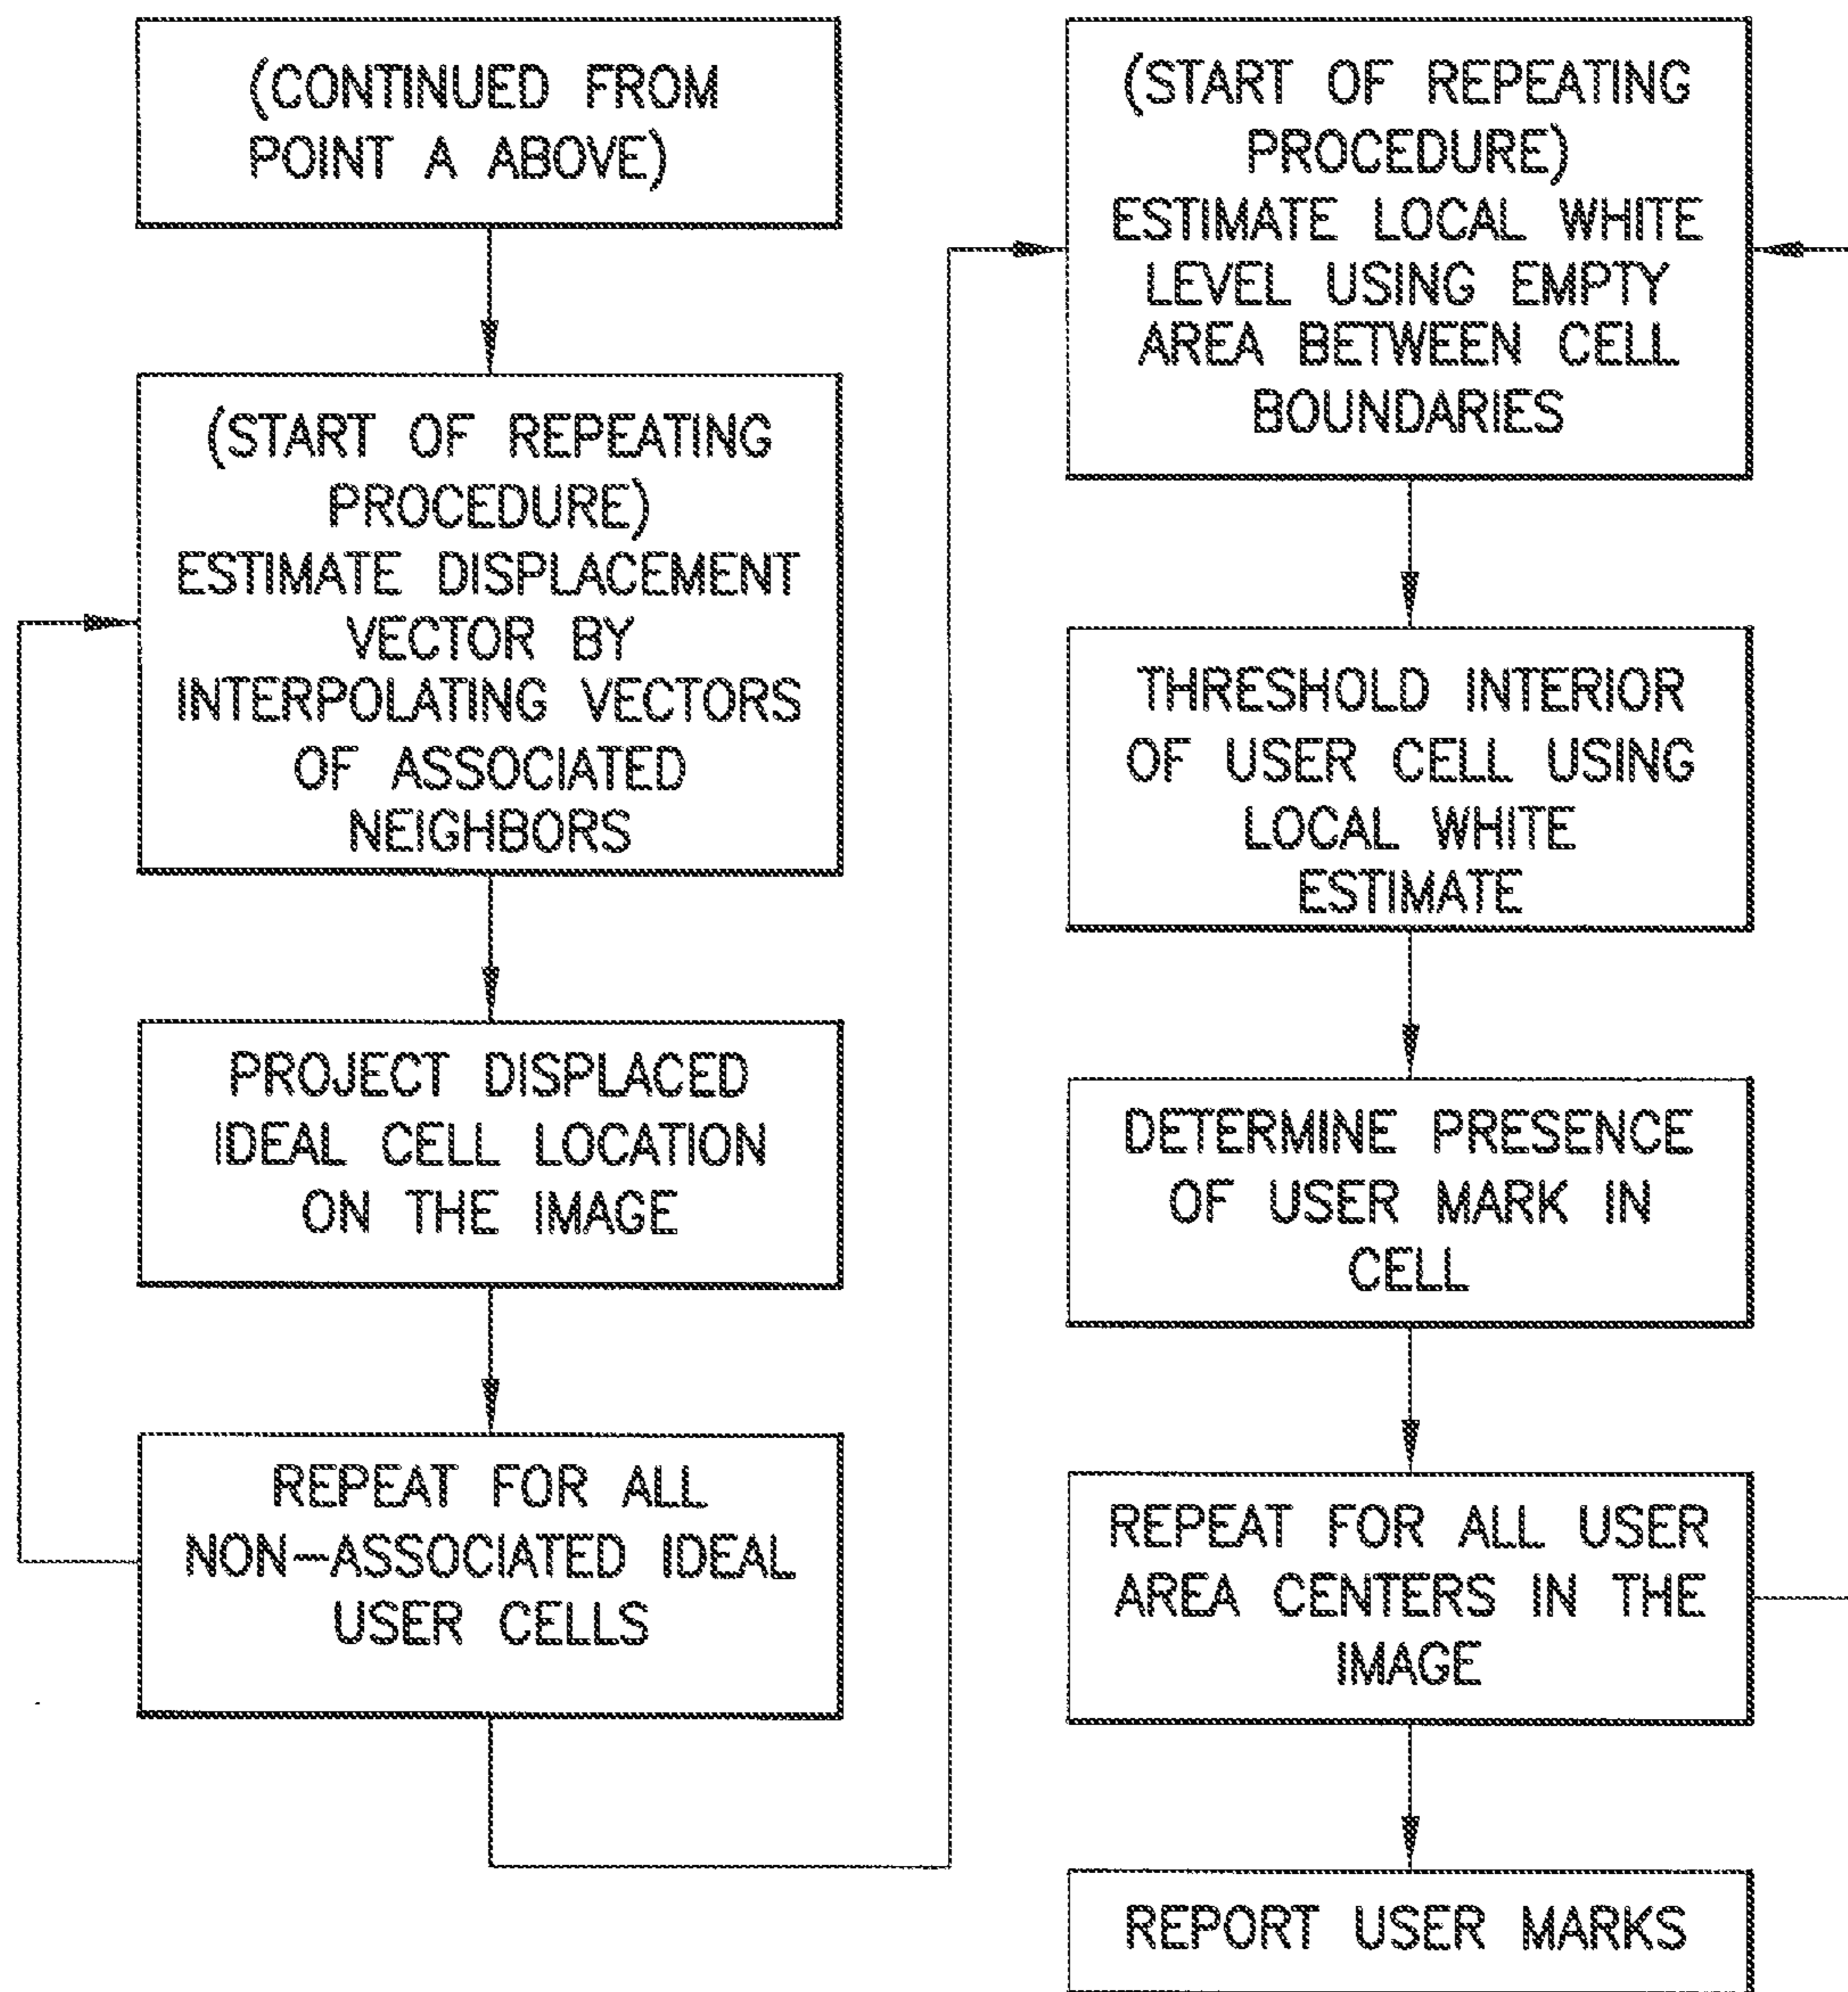 (CONTINUED FROM
POINT A ABOVE)
(START OF REPEATING
PROCEDURE)
ESTIMATE DISPLACEMENT
VECTOR BY
INTERPOLATING VECTORS
OF ASSOCIATED
NEIGHBORS
PROJECT DISPLACED
IDEAL CELL LOCATION
ON THE IMAGE
REPEAT FOR ALL
NON-ASSOCIATED IDEAL
USER CELLS
(START OF REPEATING
PROCEDURE)
ESTIMATE LOCAL WHITE
LEVEL USING EMPTY
AREA BETWEEN CELL
BOUNDARIES
THRESHOLD INTERIOR
OF USER CELL USING
LOCAL WHITE
ESTIMATE
DETERMINE PRESENCE
OF USER MARK IN
CELL
REPEAT FOR ALL USER
AREA CENTERS IN THE
IMAGE
REPORT USER MARKS